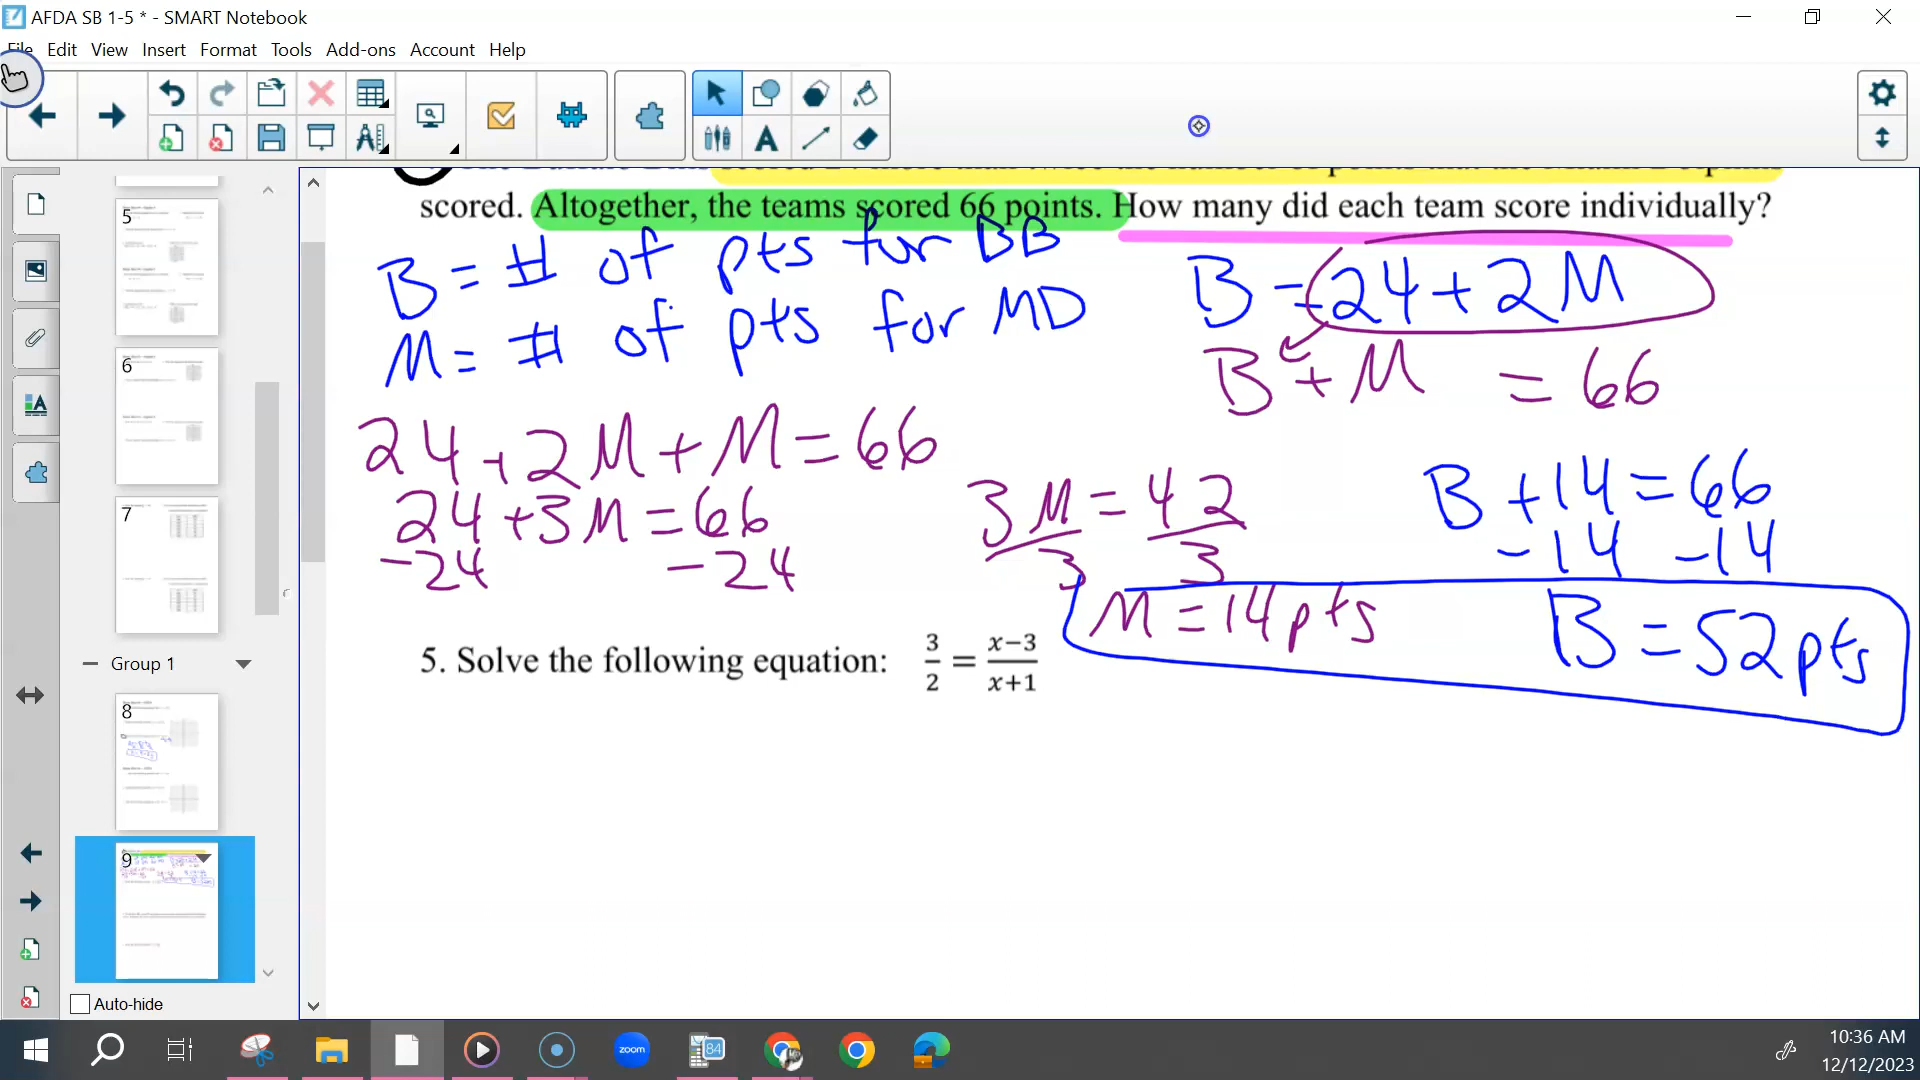 AFDA SB 1-5 * - SMART Notebook
File Edit View Insert Format Tools Add-ons Account Help
scored. Altogether, the teams scored 66 points. How many did each team score individually?
B = # of pts for BB
M = # of pts for MD
B = 24 + 2M
B + M = 66
24 + 2M + M = 66
24 + 3M = 66
-24 -24
3M = 42
3 3
M = 14pts
B + 14 = 66
- 14 - 14
B = 52pts
5. Solve the following equation: 3/2 = x−3/x+1
5
6
7
Group 1
8
9
Auto-hide
zoom
84
10:36 AM
12/12/2023